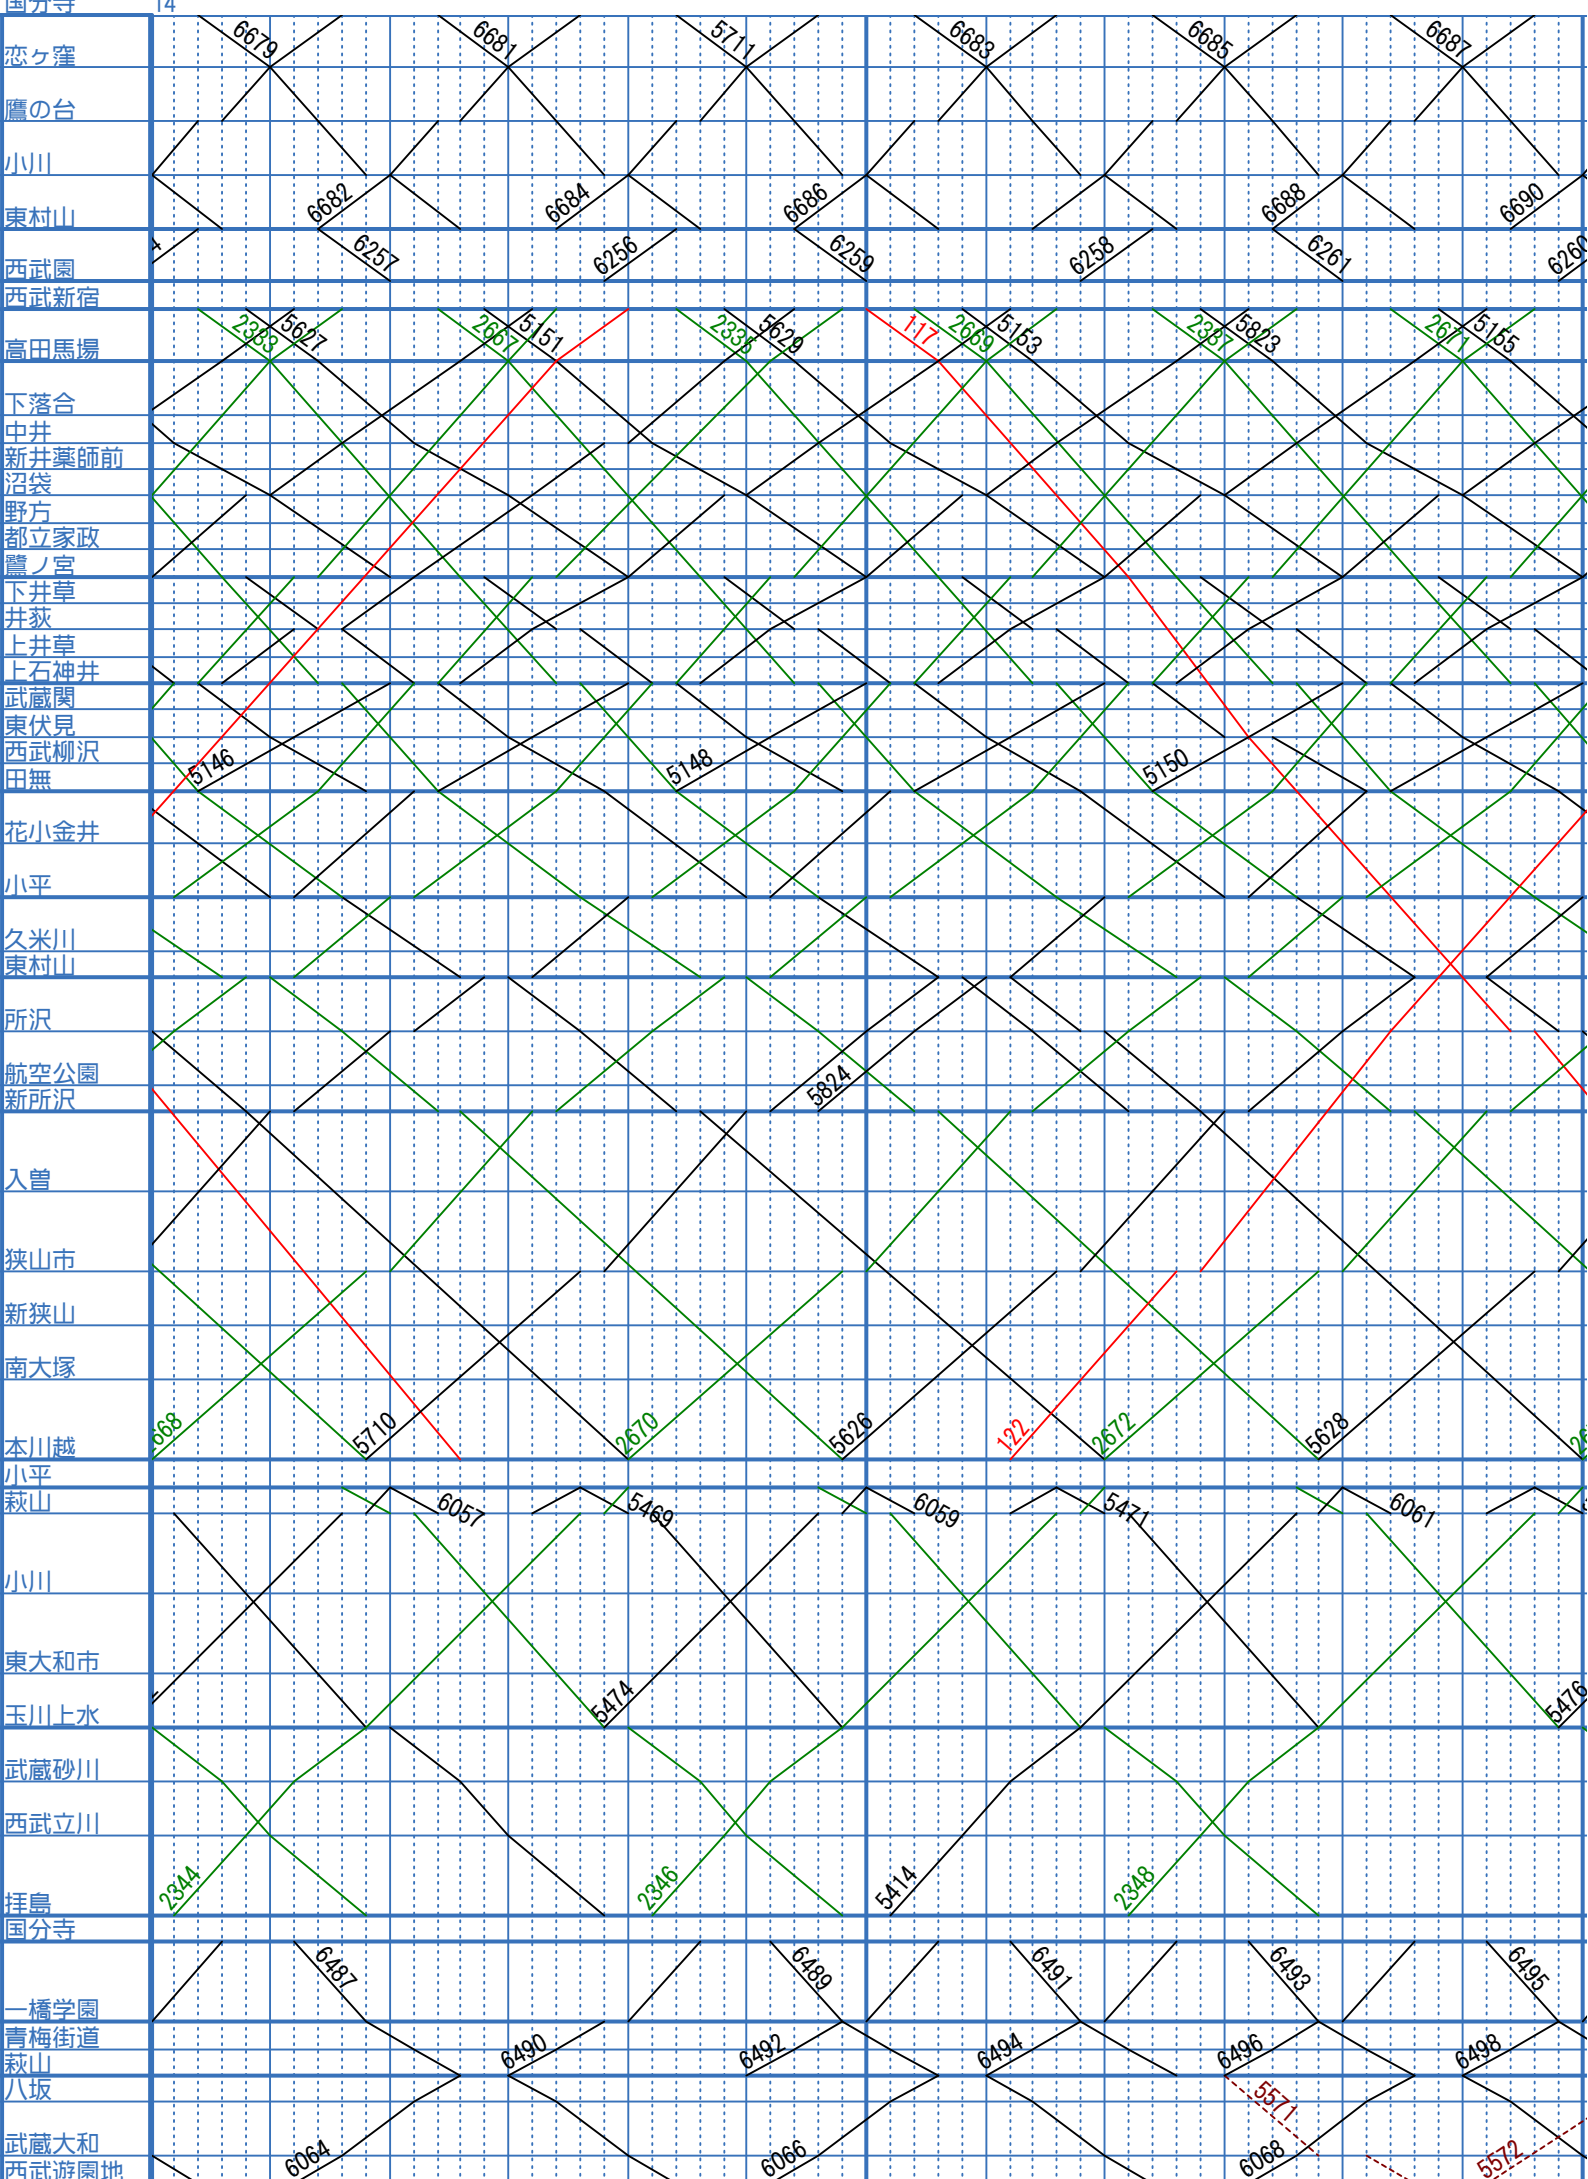 国分寺 14
恋ヶ窪 6679 6681 5711 6683 6685 6687
鷹の台
小川
東村山 6682 6684 6686 6688 6690
西武園 6257 6256 6259 6258 6261 6260
西武新宿
高田馬場 2333 5627 2667 5151 2335 5629 117 2669 5153 2337 5823 2671 5155
下落合
中井
新井薬師前
沼袋
野方
都立家政
鷺ノ宮
下井草
井荻
上井草
上石神井
武蔵関
東伏見
西武柳沢
田無 5146 5148 5150
花小金井
小平
久米川
東村山
所沢
航空公園
新所沢 5824
入曽
狭山市
新狭山
南大塚
本川越 668 5710 2670 5626 122 2672 5628
小平
萩山 6057 5469 6059 5471 6061
小川
東大和市
玉川上水 5474 5476
武蔵砂川
西武立川
拝島 2344 2346 5414 2348
国分寺
一橋学園 6487 6489 6491 6493 6495
青梅街道
萩山 6490 6492 6494 6496 6498
八坂 5571
武蔵大和
西武遊園地 6064 6066 6068 5572